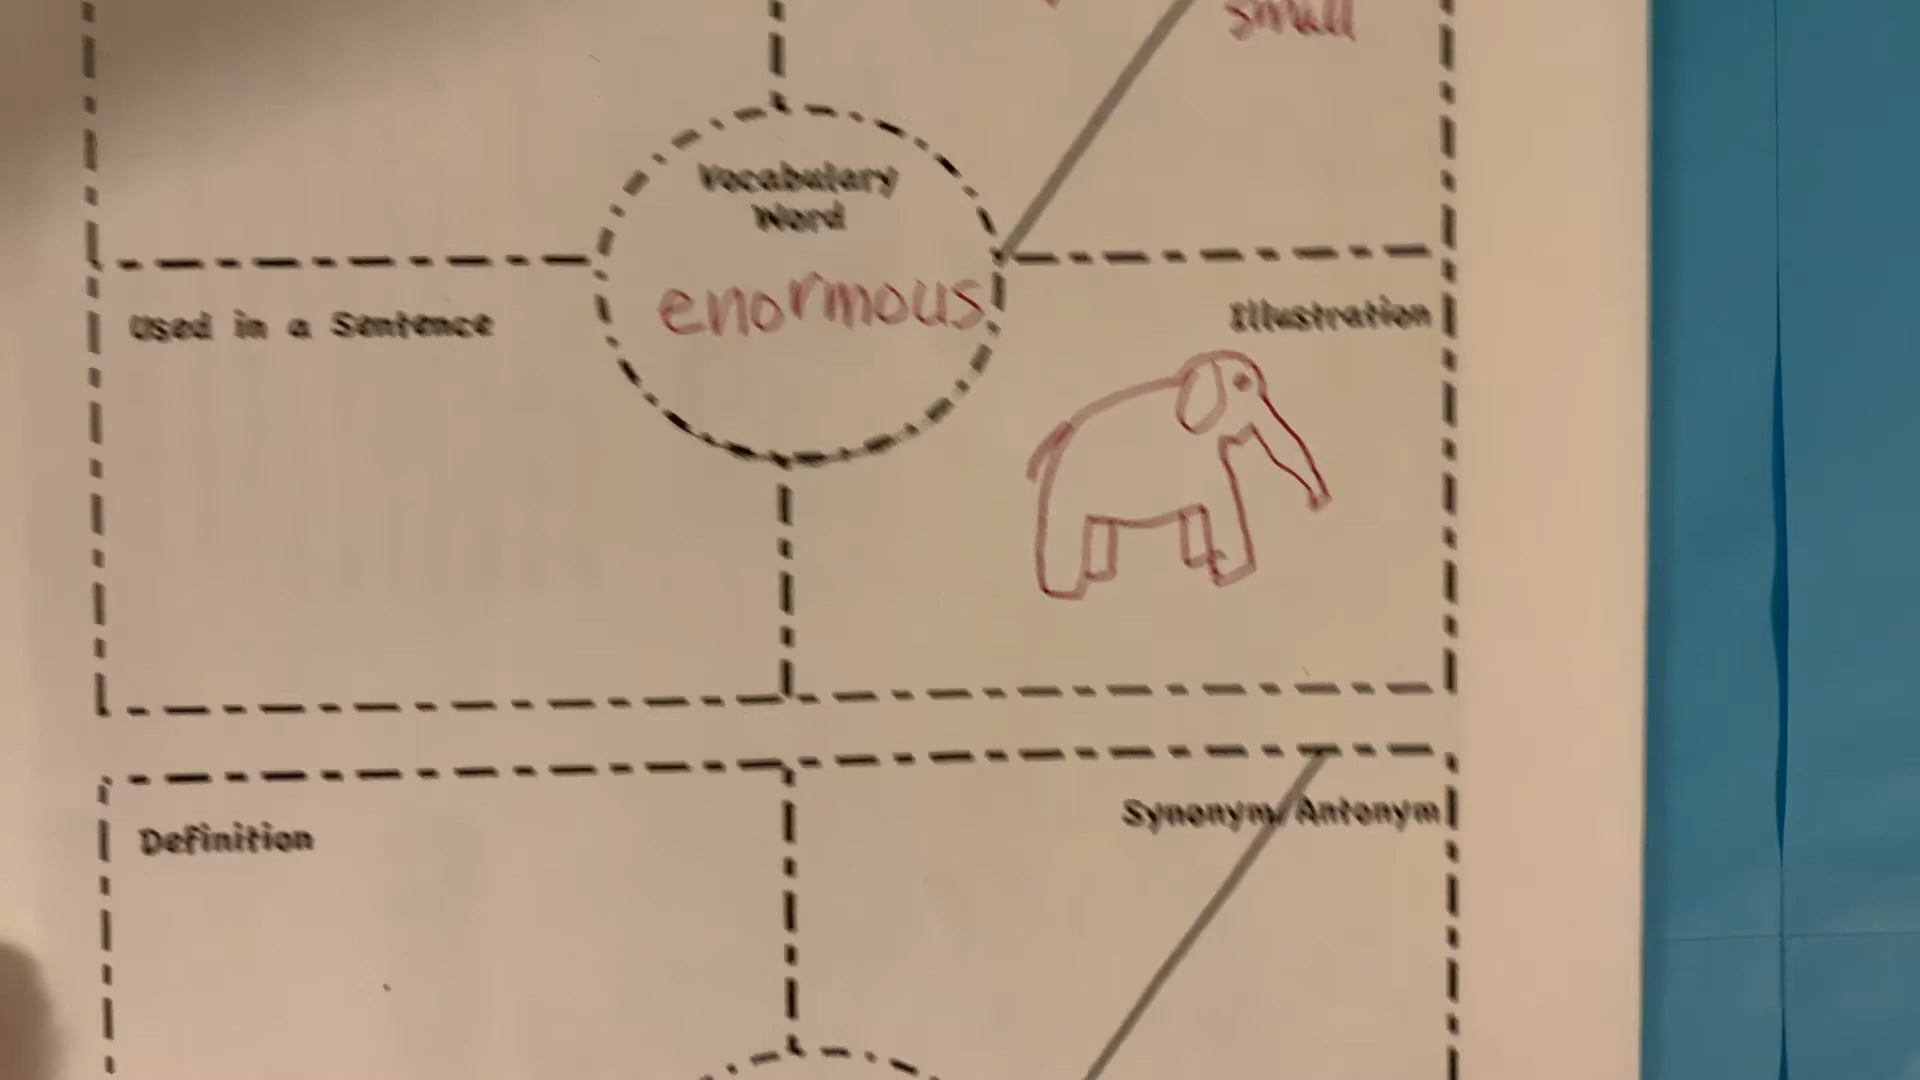 small
Vocabulary
Word
enormous
Used in a Sentence
Illustration
Definition
Synonym/Antonym